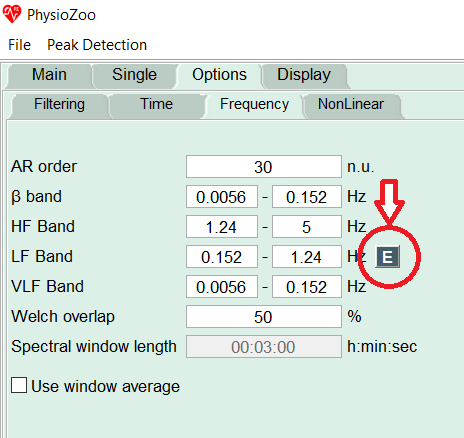 PhysioZoo
File Peak Detection
Main Single Options Display
Filtering Time Frequency NonLinear
AR order 30 n.u.
β band 0.0056 - 0.152 Hz
HF Band 1.24 - 5 Hz
LF Band 0.152 - 1.24 Hz E
VLF Band 0.0056 - 0.152 Hz
Welch overlap 50 %
Spectral window length 00:03:00 h:min:sec
Use window average